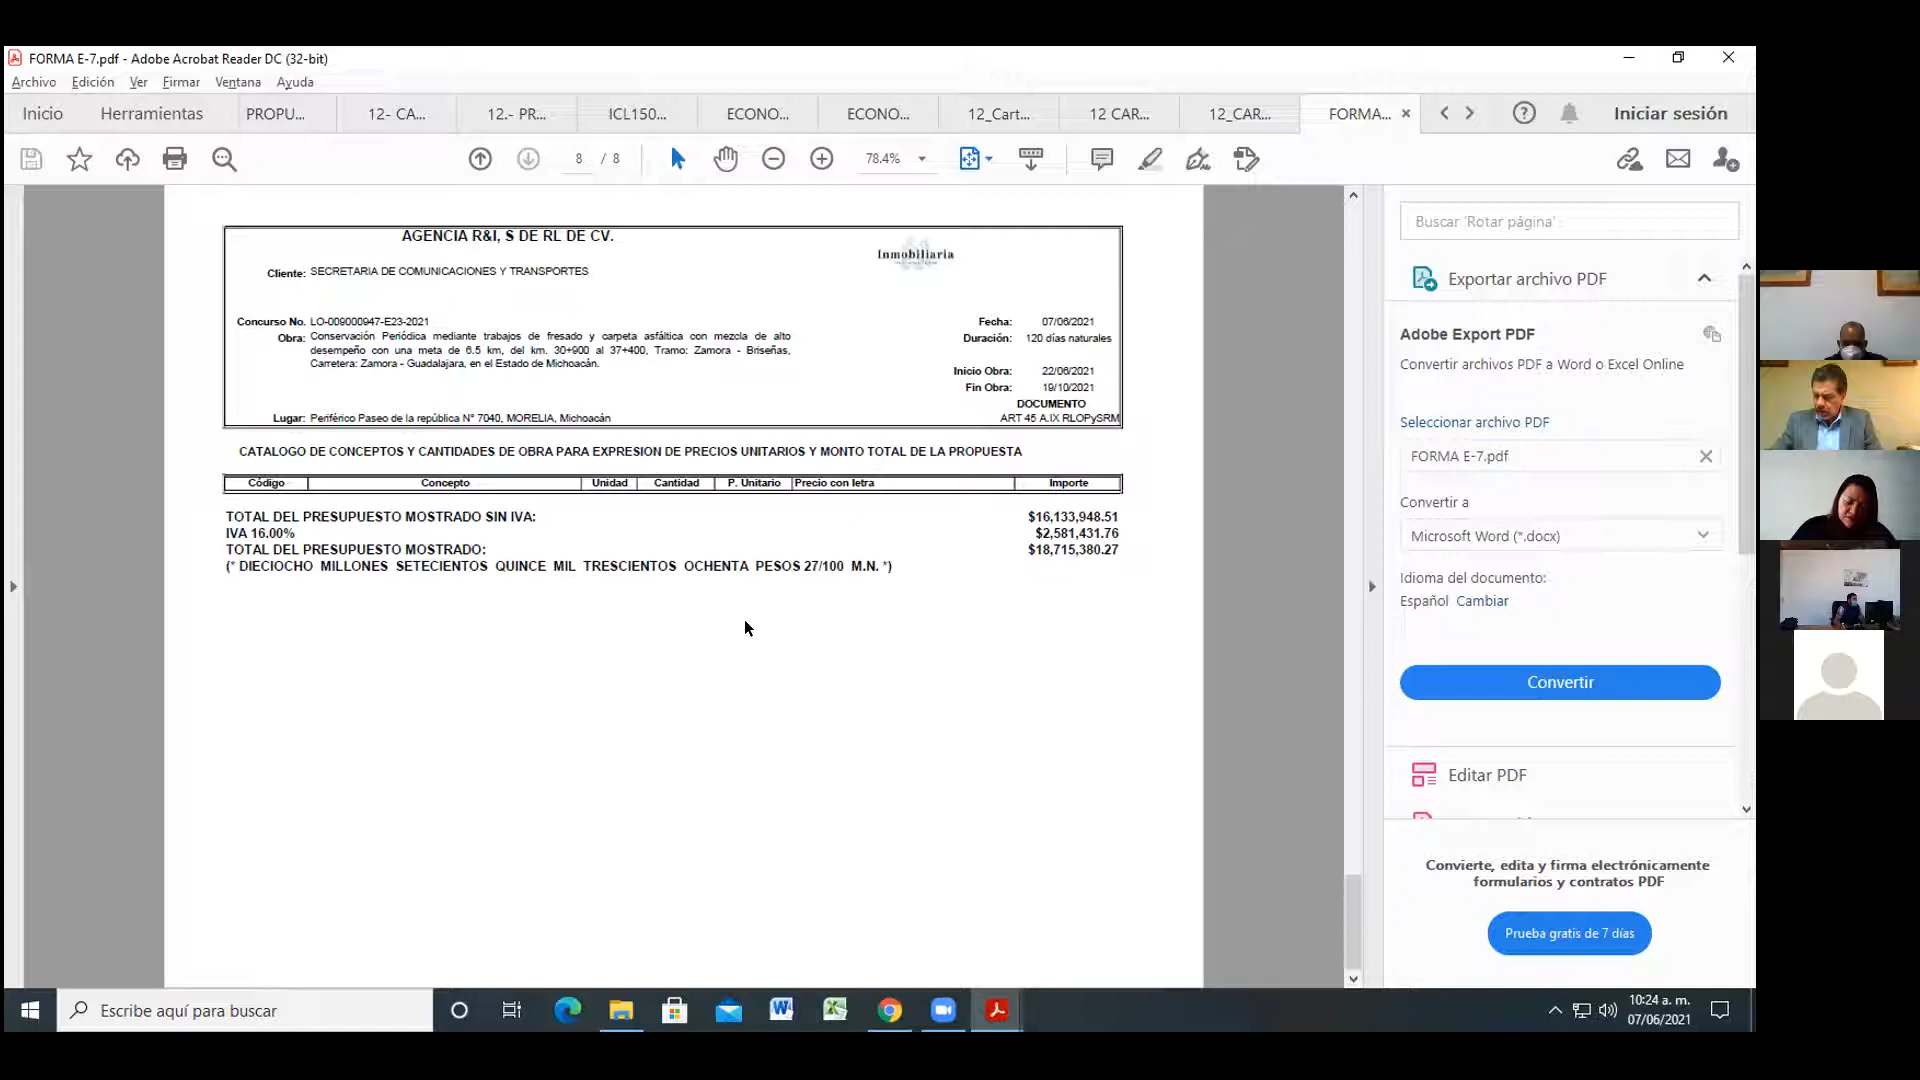 FORMA E-7.pdf - Adobe Acrobat Reader DC (32-bit)
Archivo Edición Ver Firmar Ventana Ayuda
Inicio Herramientas PROPU... 12- CA... 12.- PR... ICL150... ECONO... ECONO... 12_Cart... 12 CAR... 12_CAR... FORMA... Iniciar sesión
8 / 8 78.4%
AGENCIA R&I, S DE RL DE CV.
Inmobiliaria
Cliente: SECRETARIA DE COMUNICACIONES Y TRANSPORTES
Concurso No. LO-009000947-E23-2021 Fecha: 07/06/2021
Obra: Conservación Periódica mediante trabajos de fresado y carpeta asfáltica con mezcla de alto Duración: 120 días naturales
desempeño con una meta de 6.5 km, del km. 30+900 al 37+400, Tramo: Zamora - Briseñas,
Carretera: Zamora - Guadalajara, en el Estado de Michoacán.
Inicio Obra: 22/06/2021
Fin Obra: 19/10/2021
DOCUMENTO
Lugar: Periférico Paseo de la república N° 7040, MORELIA, Michoacán ART 45 A.IX RLOPySRM
CATALOGO DE CONCEPTOS Y CANTIDADES DE OBRA PARA EXPRESION DE PRECIOS UNITARIOS Y MONTO TOTAL DE LA PROPUESTA
Código Concepto Unidad Cantidad P. Unitario Precio con letra Importe
TOTAL DEL PRESUPUESTO MOSTRADO SIN IVA: $16,133,948.51
IVA 16.00% $2,581,431.76
TOTAL DEL PRESUPUESTO MOSTRADO: $18,715,380.27
(* DIECIOCHO MILLONES SETECIENTOS QUINCE MIL TRESCIENTOS OCHENTA PESOS 27/100 M.N. *)
Buscar 'Rotar página'
Exportar archivo PDF
Adobe Export PDF
Convertir archivos PDF a Word o Excel Online
Seleccionar archivo PDF
FORMA E-7.pdf
Convertir a
Microsoft Word (*.docx)
Idioma del documento:
Español Cambiar
Convertir
Editar PDF
Convierte, edita y firma electrónicamente
formularios y contratos PDF
Prueba gratis de 7 días
Escribe aquí para buscar
10:24 a. m.
07/06/2021